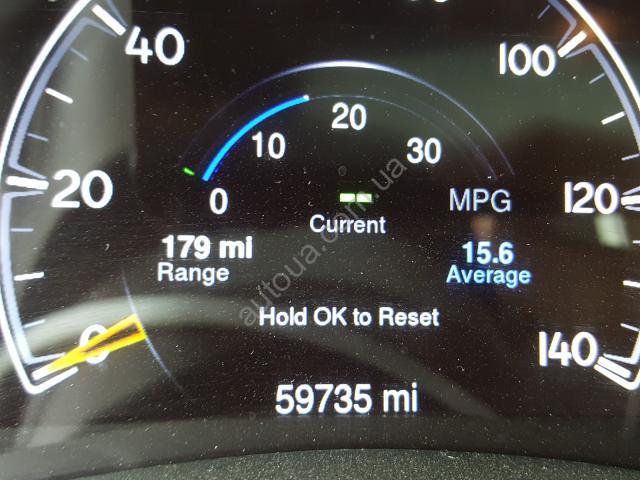 40
100
20
10
30
20
0
MPG
120
Current
179 mi
15.6
Range
Average
Hold OK to Reset
0
140
59735 mi
autoua.com.ua